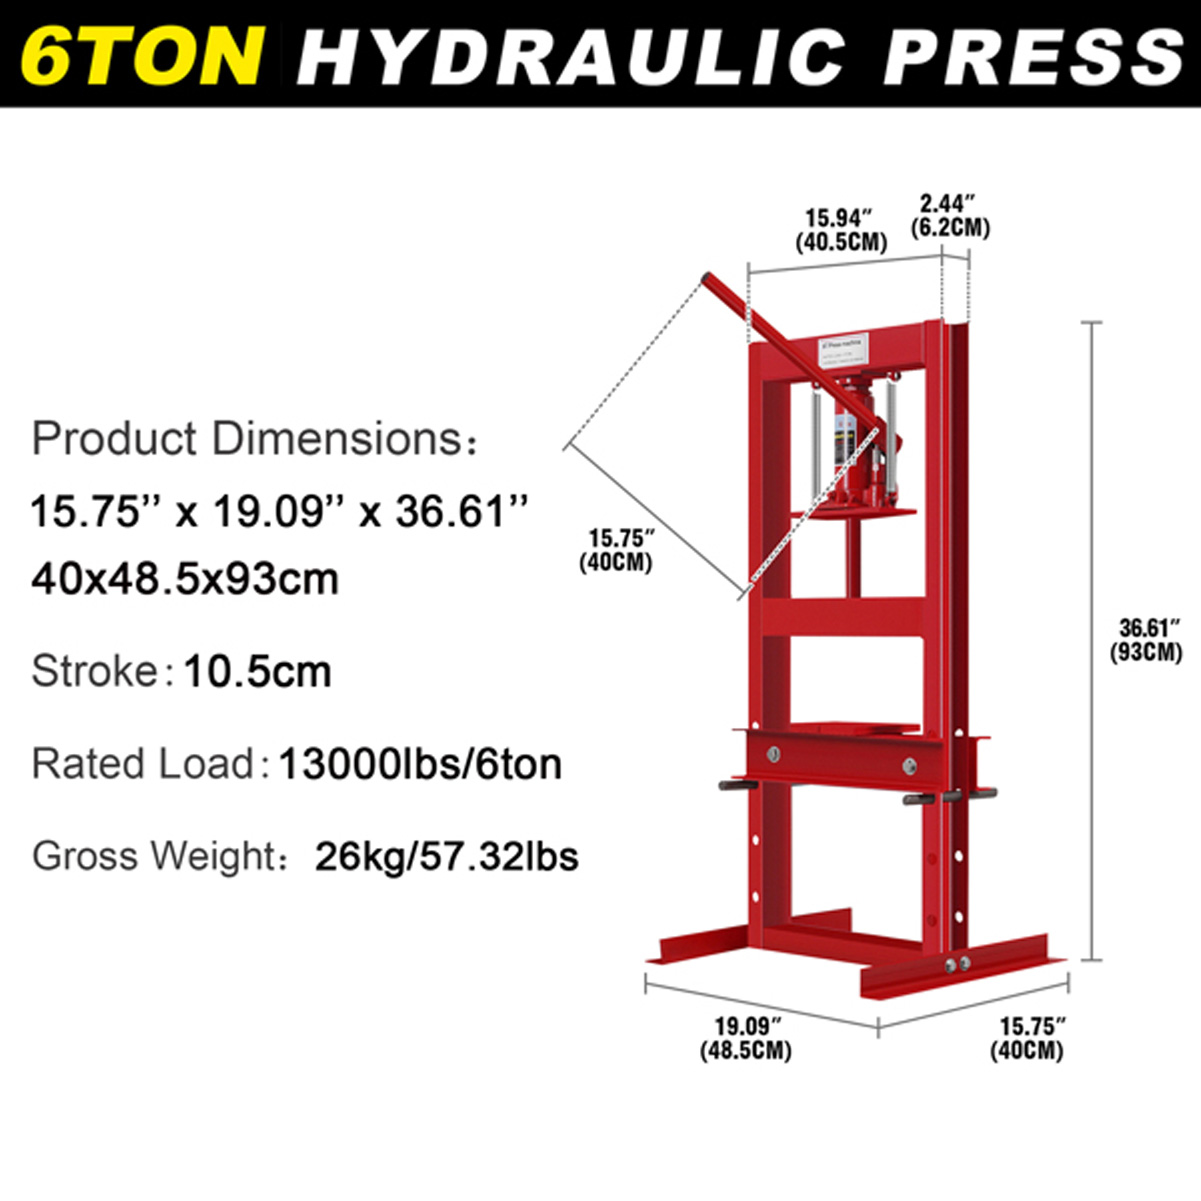 6TON HYDRAULIC PRESS
15.94″
(40.5CM)
2.44″
(6.2CM)
Press machine
Product Dimensions:
15.75’’ x 19.09’’ x 36.61’’
40x48.5x93cm
15.75″
(40CM)
Stroke: 10.5cm
36.61″
(93CM)
Rated Load: 13000lbs/6ton
Gross Weight: 26kg/57.32lbs
19.09″
(48.5CM)
15.75″
(40CM)